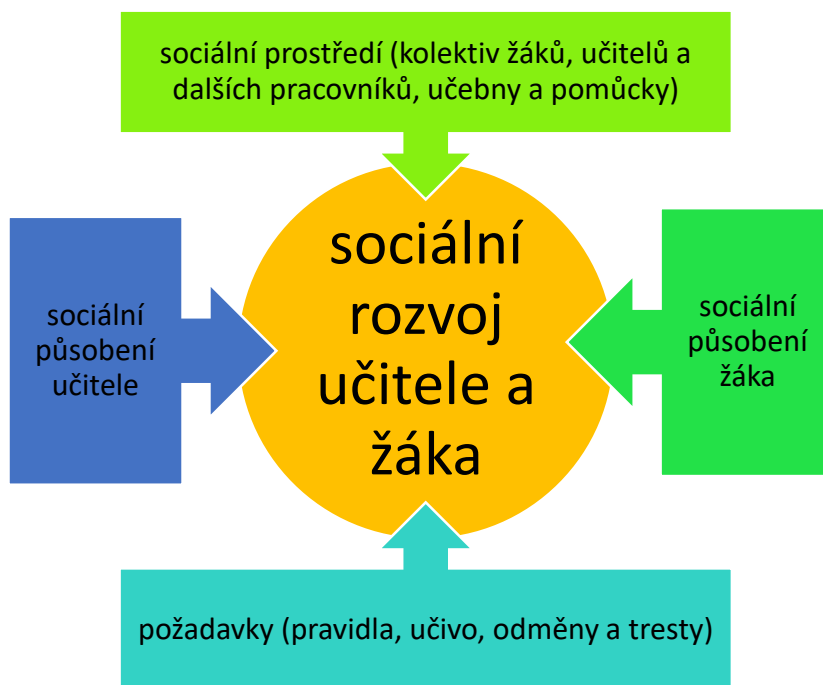 sociální prostředí (kolektiv žáků, učitelů a
dalších pracovníků, učebny a pomůcky)
sociální
působení
učitele
sociální
rozvoj
učitele a
žáka
sociální
působení
žáka
požadavky (pravidla, učivo, odměny a tresty)